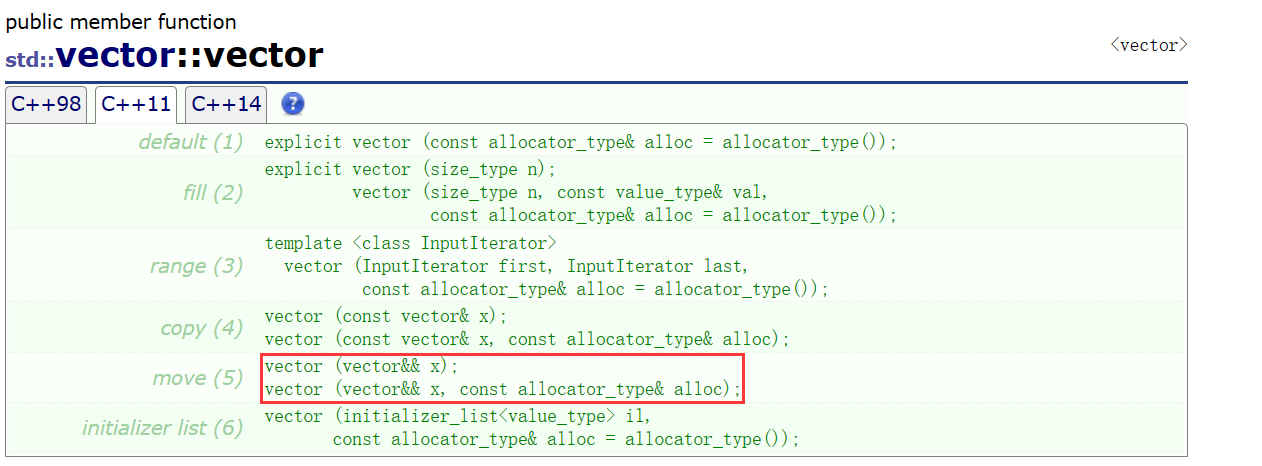 public member function
std::vector::vector
<vector>
C++98 C++11 C++14 ?
default (1) explicit vector (const allocator_type& alloc = allocator_type());
fill (2) explicit vector (size_type n);
vector (size_type n, const value_type& val,
const allocator_type& alloc = allocator_type());
range (3) template <class InputIterator>
vector (InputIterator first, InputIterator last,
const allocator_type& alloc = allocator_type());
copy (4) vector (const vector& x);
vector (const vector& x, const allocator_type& alloc);
move (5) vector (vector&& x);
vector (vector&& x, const allocator_type& alloc);
initializer list (6) vector (initializer_list<value_type> il,
const allocator_type& alloc = allocator_type());